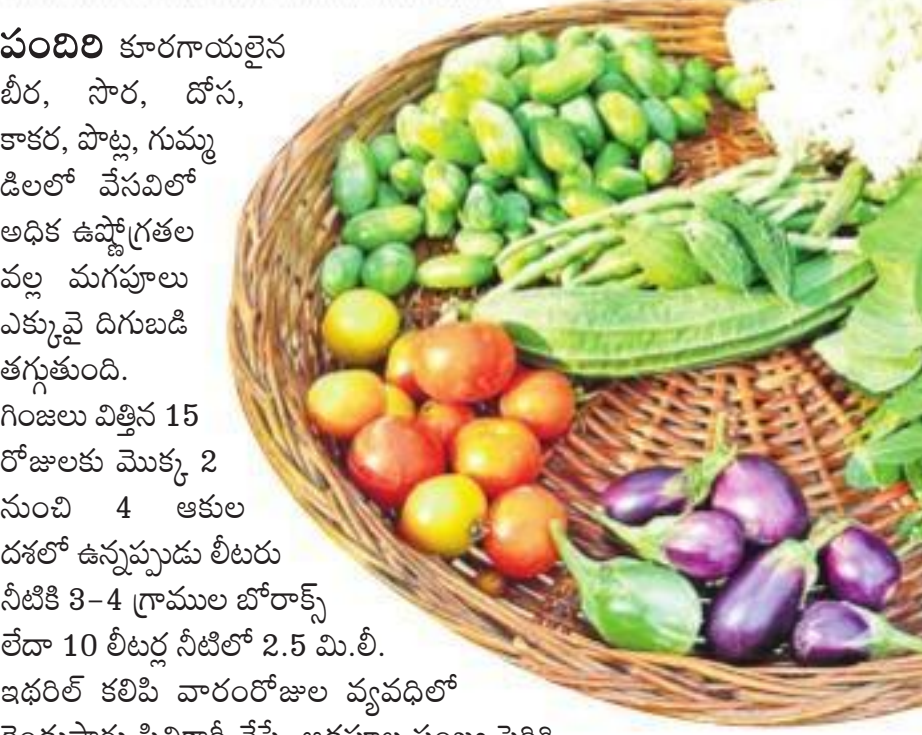 పందిరి కూరగాయలైన
బీర, సొర, దోస,
కాకర, పొట్ల, గుమ్మ
డిలలో వేసవిలో
అధిక ఉష్ణోగ్రతల
వల్ల మగపూలు
ఎక్కువై దిగుబడి
తగ్గుతుంది.
గింజలు విత్తిన 15
రోజులకు మొక్క 2
నుంచి 4 ఆకుల
దశలో ఉన్నప్పుడు లీటరు
నీటికి 3–4 గ్రాముల బోరాక్స్
లేదా 10 లీటర్ల నీటిలో 2.5 మి.లీ.
ఇథరిల్ కలిపి వారంరోజుల వ్యవధిలో